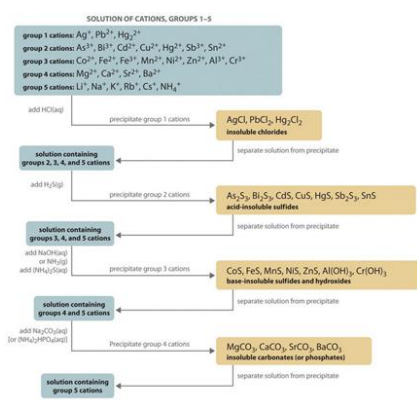 SOLUTION OF CATIONS, GROUPS 1–5
group 1 cations: Ag⁺, Pb²⁺, Hg₂²⁺
group 2 cations: As³⁺, Bi³⁺, Cd²⁺, Cu²⁺, Hg²⁺, Sb³⁺, Sn²⁺
group 3 cations: Co²⁺, Fe²⁺, Fe³⁺, Mn²⁺, Ni²⁺, Zn²⁺, Al³⁺, Cr³⁺
group 4 cations: Mg²⁺, Ca²⁺, Sr²⁺, Ba²⁺
group 5 cations: Li⁺, Na⁺, K⁺, Rb⁺, Cs⁺, NH₄⁺
add HCl(aq)
precipitate group 1 cations
AgCl, PbCl₂, Hg₂Cl₂
insoluble chlorides
solution containing
groups 2, 3, 4, and 5 cations
separate solution from precipitate
add H₂S(g)
precipitate group 2 cations
As₂S₃, Bi₂S₃, CdS, CuS, HgS, Sb₂S₃, SnS
acid-insoluble sulfides
solution containing
groups 3, 4, and 5 cations
separate solution from precipitate
add NaOH(aq)
or NH₃(g)
add (NH₄)₂S(aq)
precipitate group 3 cations
CoS, FeS, MnS, NiS, ZnS, Al(OH)₃, Cr(OH)₃
base-insoluble sulfides and hydroxides
solution containing
groups 4 and 5 cations
separate solution from precipitate
add Na₂CO₃(aq)
[or (NH₄)₂HPO₄(aq)]
Precipitate group 4 cations
MgCO₃, CaCO₃, SrCO₃, BaCO₃
insoluble carbonates (or phosphates)
solution containing
group 5 cations
separate solution from precipitate